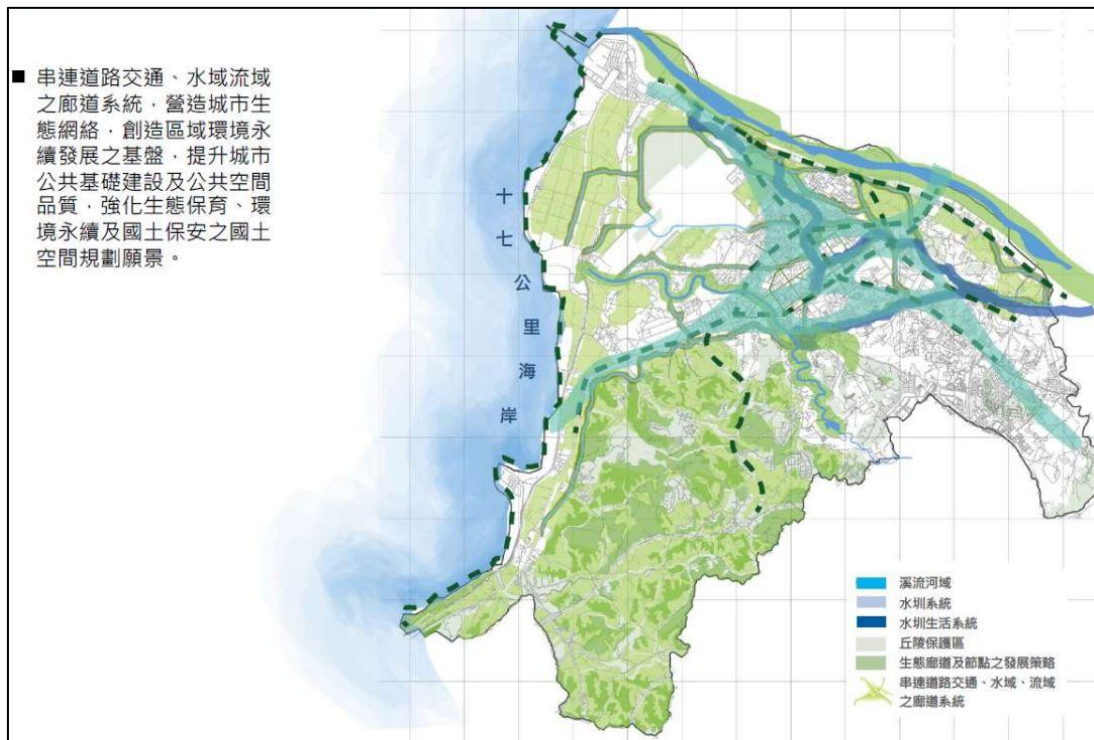 ■ 串連道路交通、水域流域
之廊道系統，營造城市生
態網絡，創造區域環境永
續發展之基盤，提升城市
公共基礎建設及公共空間
品質，強化生態保育、環
境永續及國土保安之國土
空間規劃願景。
十七公里海岸
溪流河域
水圳系統
水圳生活系統
丘陵保護區
生態廊道及節點之發展策略
串連道路交通、水域、流域
之廊道系統